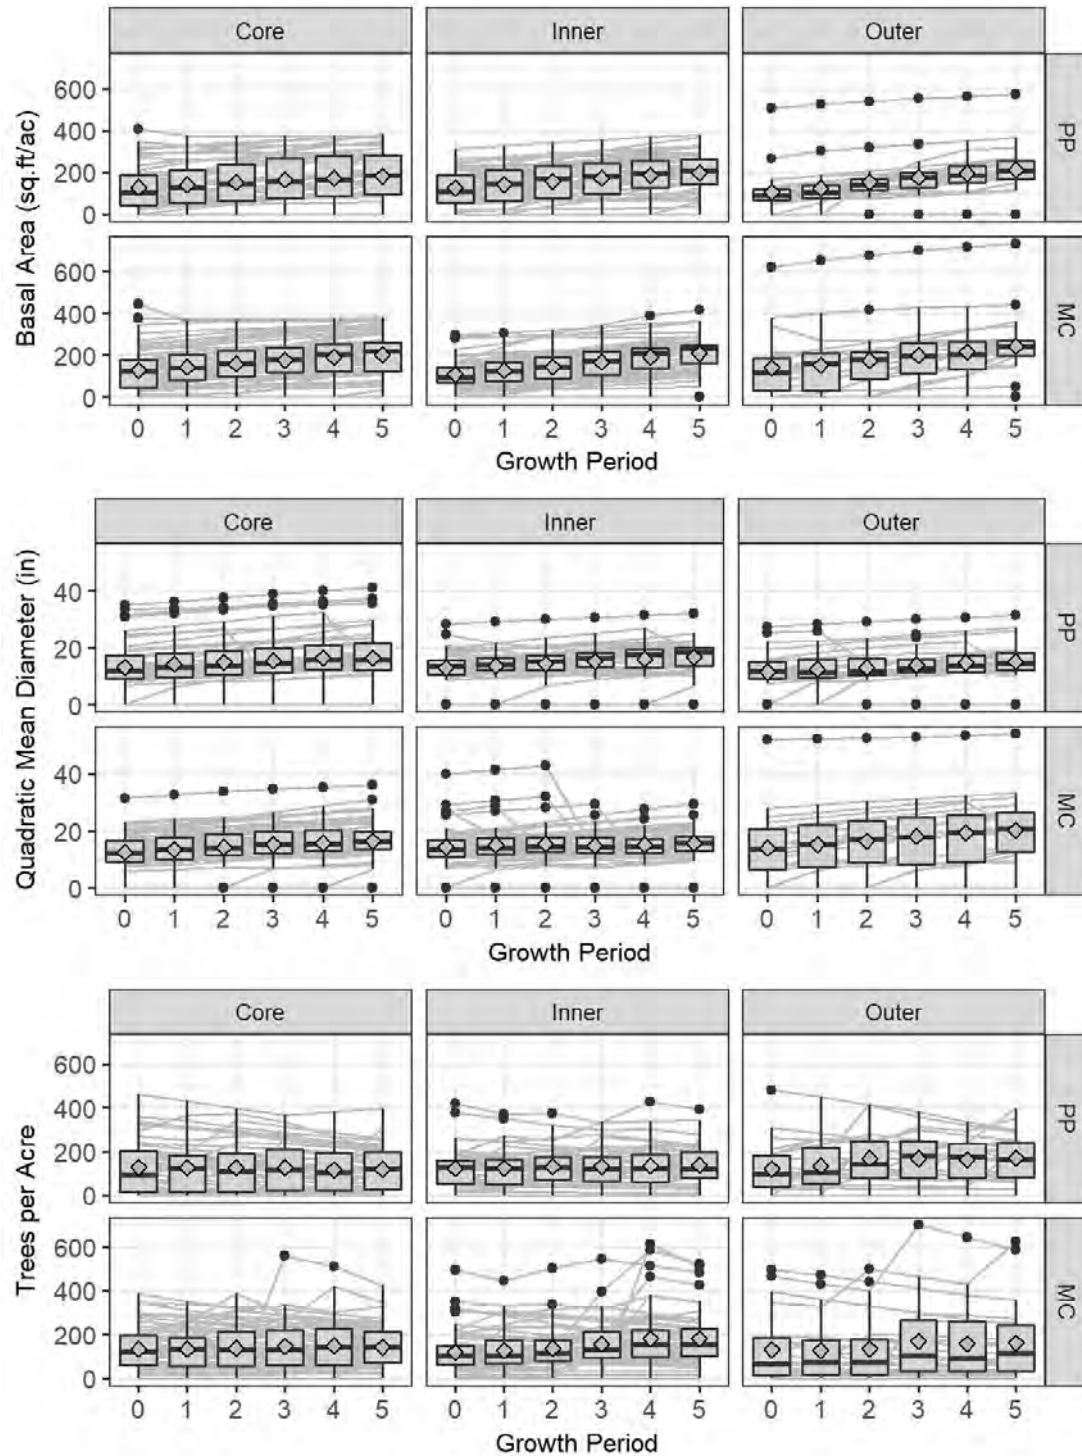 Core Inner Outer
Basal Area (sq.ft/ac)
600
400
200
0
PP
600
400
200
0
MC
0 1 2 3 4 5 0 1 2 3 4 5 0 1 2 3 4 5
Growth Period
Core Inner Outer
Quadratic Mean Diameter (in)
40
20
0
PP
40
20
0
MC
0 1 2 3 4 5 0 1 2 3 4 5 0 1 2 3 4 5
Growth Period
Core Inner Outer
Trees per Acre
600
400
200
0
PP
600
400
200
0
MC
0 1 2 3 4 5 0 1 2 3 4 5 0 1 2 3 4 5
Growth Period